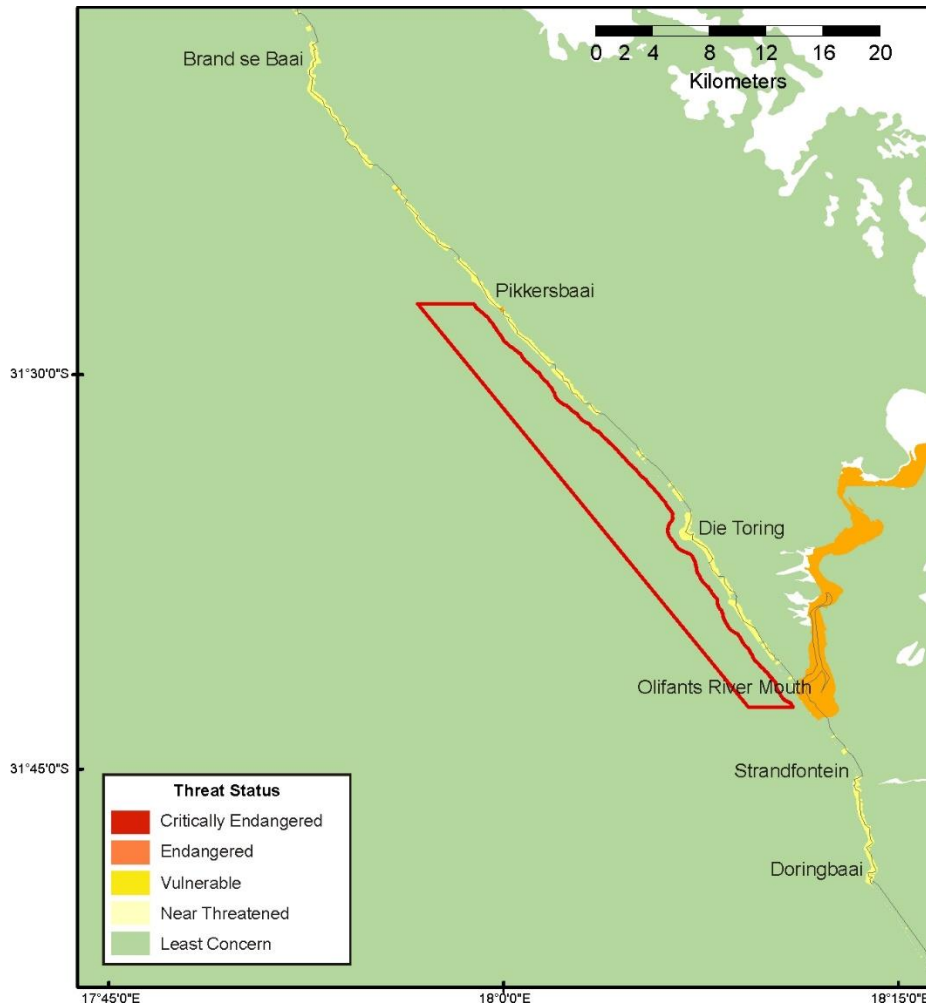 Brand se Baai
0 2 4 8 12 16 20
Kilometers
Pikkersbaai
31°30'0"S
Die Toring
Olifants River Mouth
31°45'0"S
Strandfontein
Doringbaai
Threat Status
Critically Endangered
Endangered
Vulnerable
Near Threatened
Least Concern
17°45'0"E 18°0'0"E 18°15'0"E